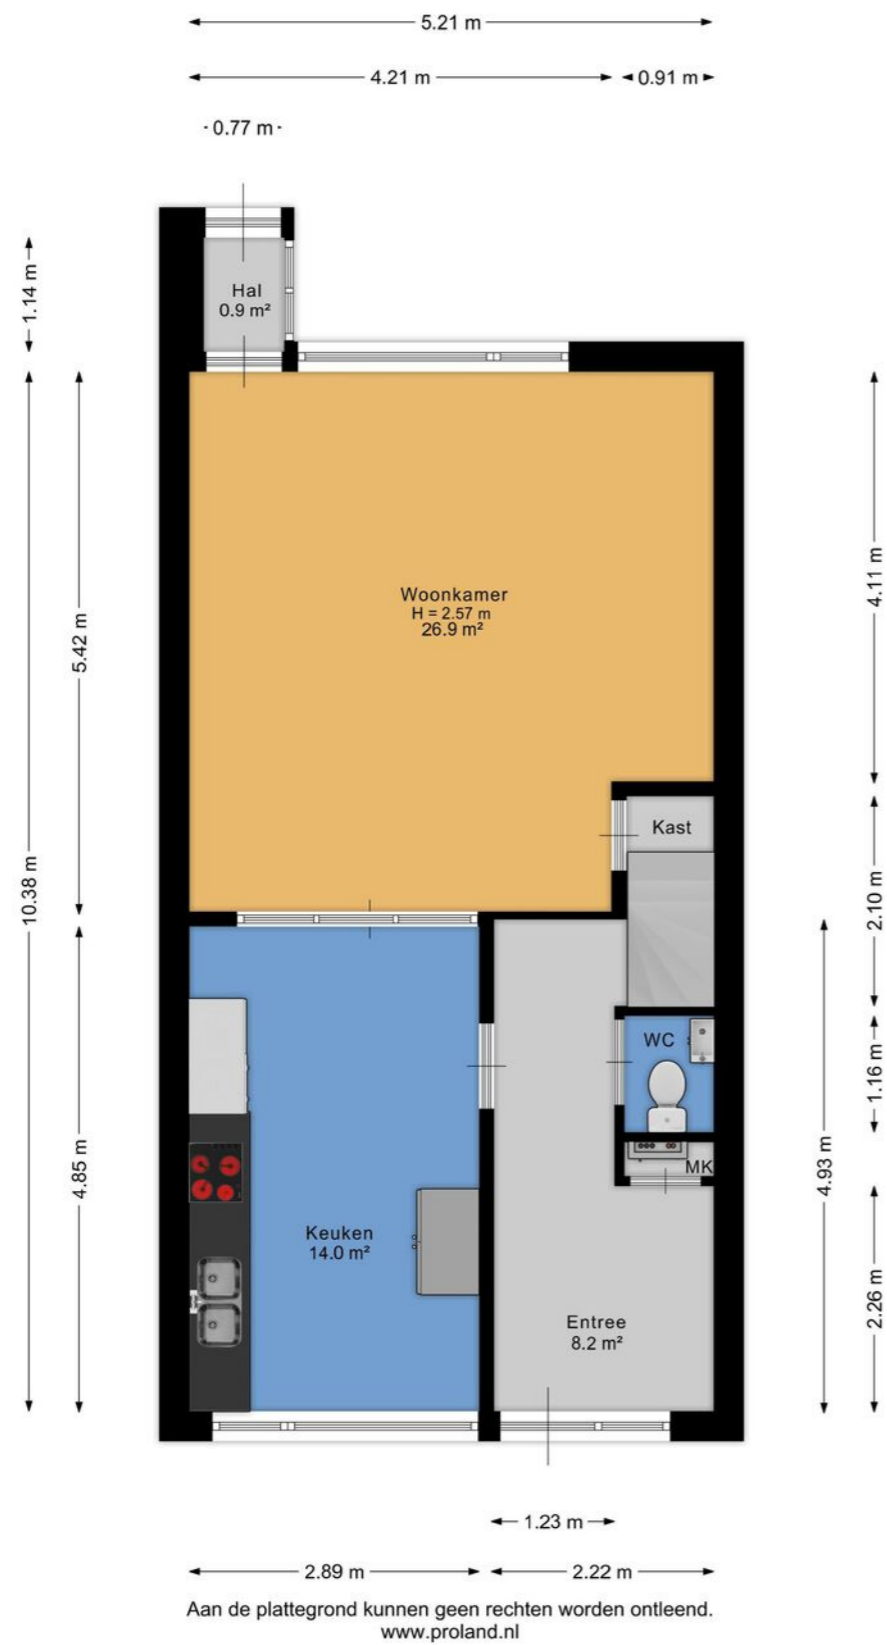 5.21 m
4.21 m
0.91 m
0.77 m
1.14 m
Hal
0.9 m²
Woonkamer
H = 2.57 m
26.9 m²
5.42 m
4.11 m
10.38 m
Kast
2.10 m
WC
1.16 m
MK
4.85 m
4.93 m
Keuken
14.0 m²
2.26 m
Entree
8.2 m²
1.23 m
2.89 m
2.22 m
Aan de plattegrond kunnen geen rechten worden ontleend.
www.proland.nl